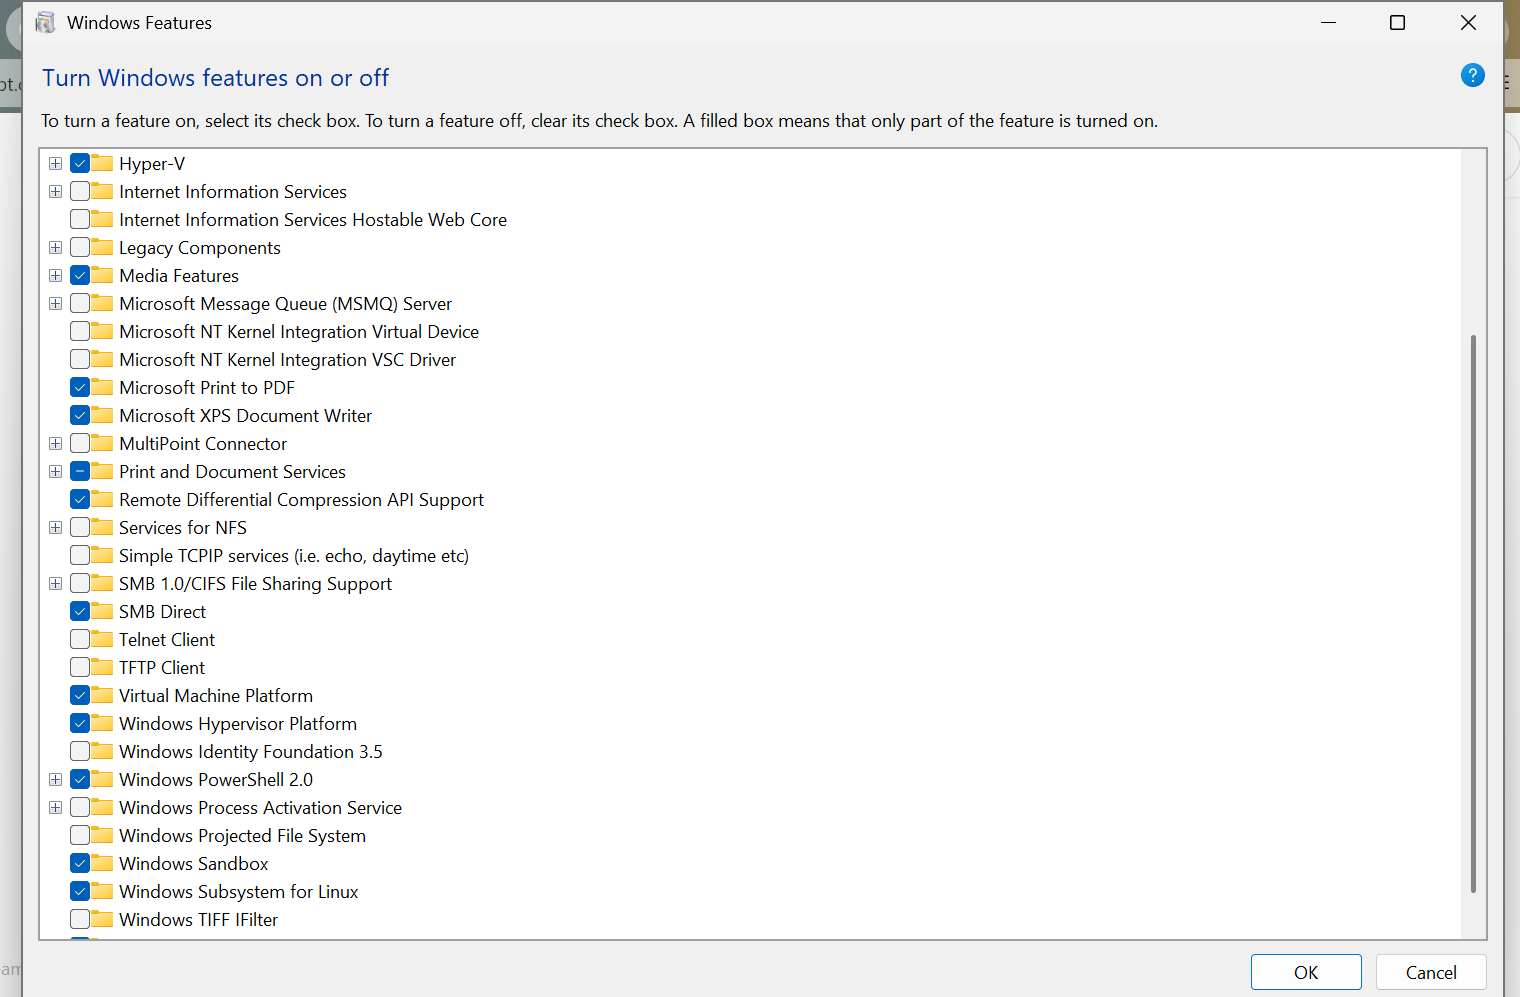 Windows Features
Turn Windows features on or off
?
To turn a feature on, select its check box. To turn a feature off, clear its check box. A filled box means that only part of the feature is turned on.
Hyper-V
Internet Information Services
Internet Information Services Hostable Web Core
Legacy Components
Media Features
Microsoft Message Queue (MSMQ) Server
Microsoft NT Kernel Integration Virtual Device
Microsoft NT Kernel Integration VSC Driver
Microsoft Print to PDF
Microsoft XPS Document Writer
MultiPoint Connector
Print and Document Services
Remote Differential Compression API Support
Services for NFS
Simple TCPIP services (i.e. echo, daytime etc)
SMB 1.0/CIFS File Sharing Support
SMB Direct
Telnet Client
TFTP Client
Virtual Machine Platform
Windows Hypervisor Platform
Windows Identity Foundation 3.5
Windows PowerShell 2.0
Windows Process Activation Service
Windows Projected File System
Windows Sandbox
Windows Subsystem for Linux
Windows TIFF IFilter
OK
Cancel